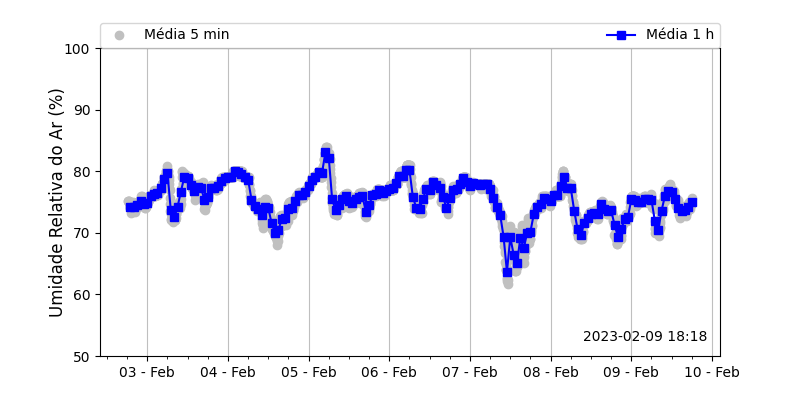 Média 5 min
Média 1 h
Umidade Relativa do Ar (%)
100
90
80
70
60
50
2023-02-09 18:18
03 - Feb
04 - Feb
05 - Feb
06 - Feb
07 - Feb
08 - Feb
09 - Feb
10 - Feb